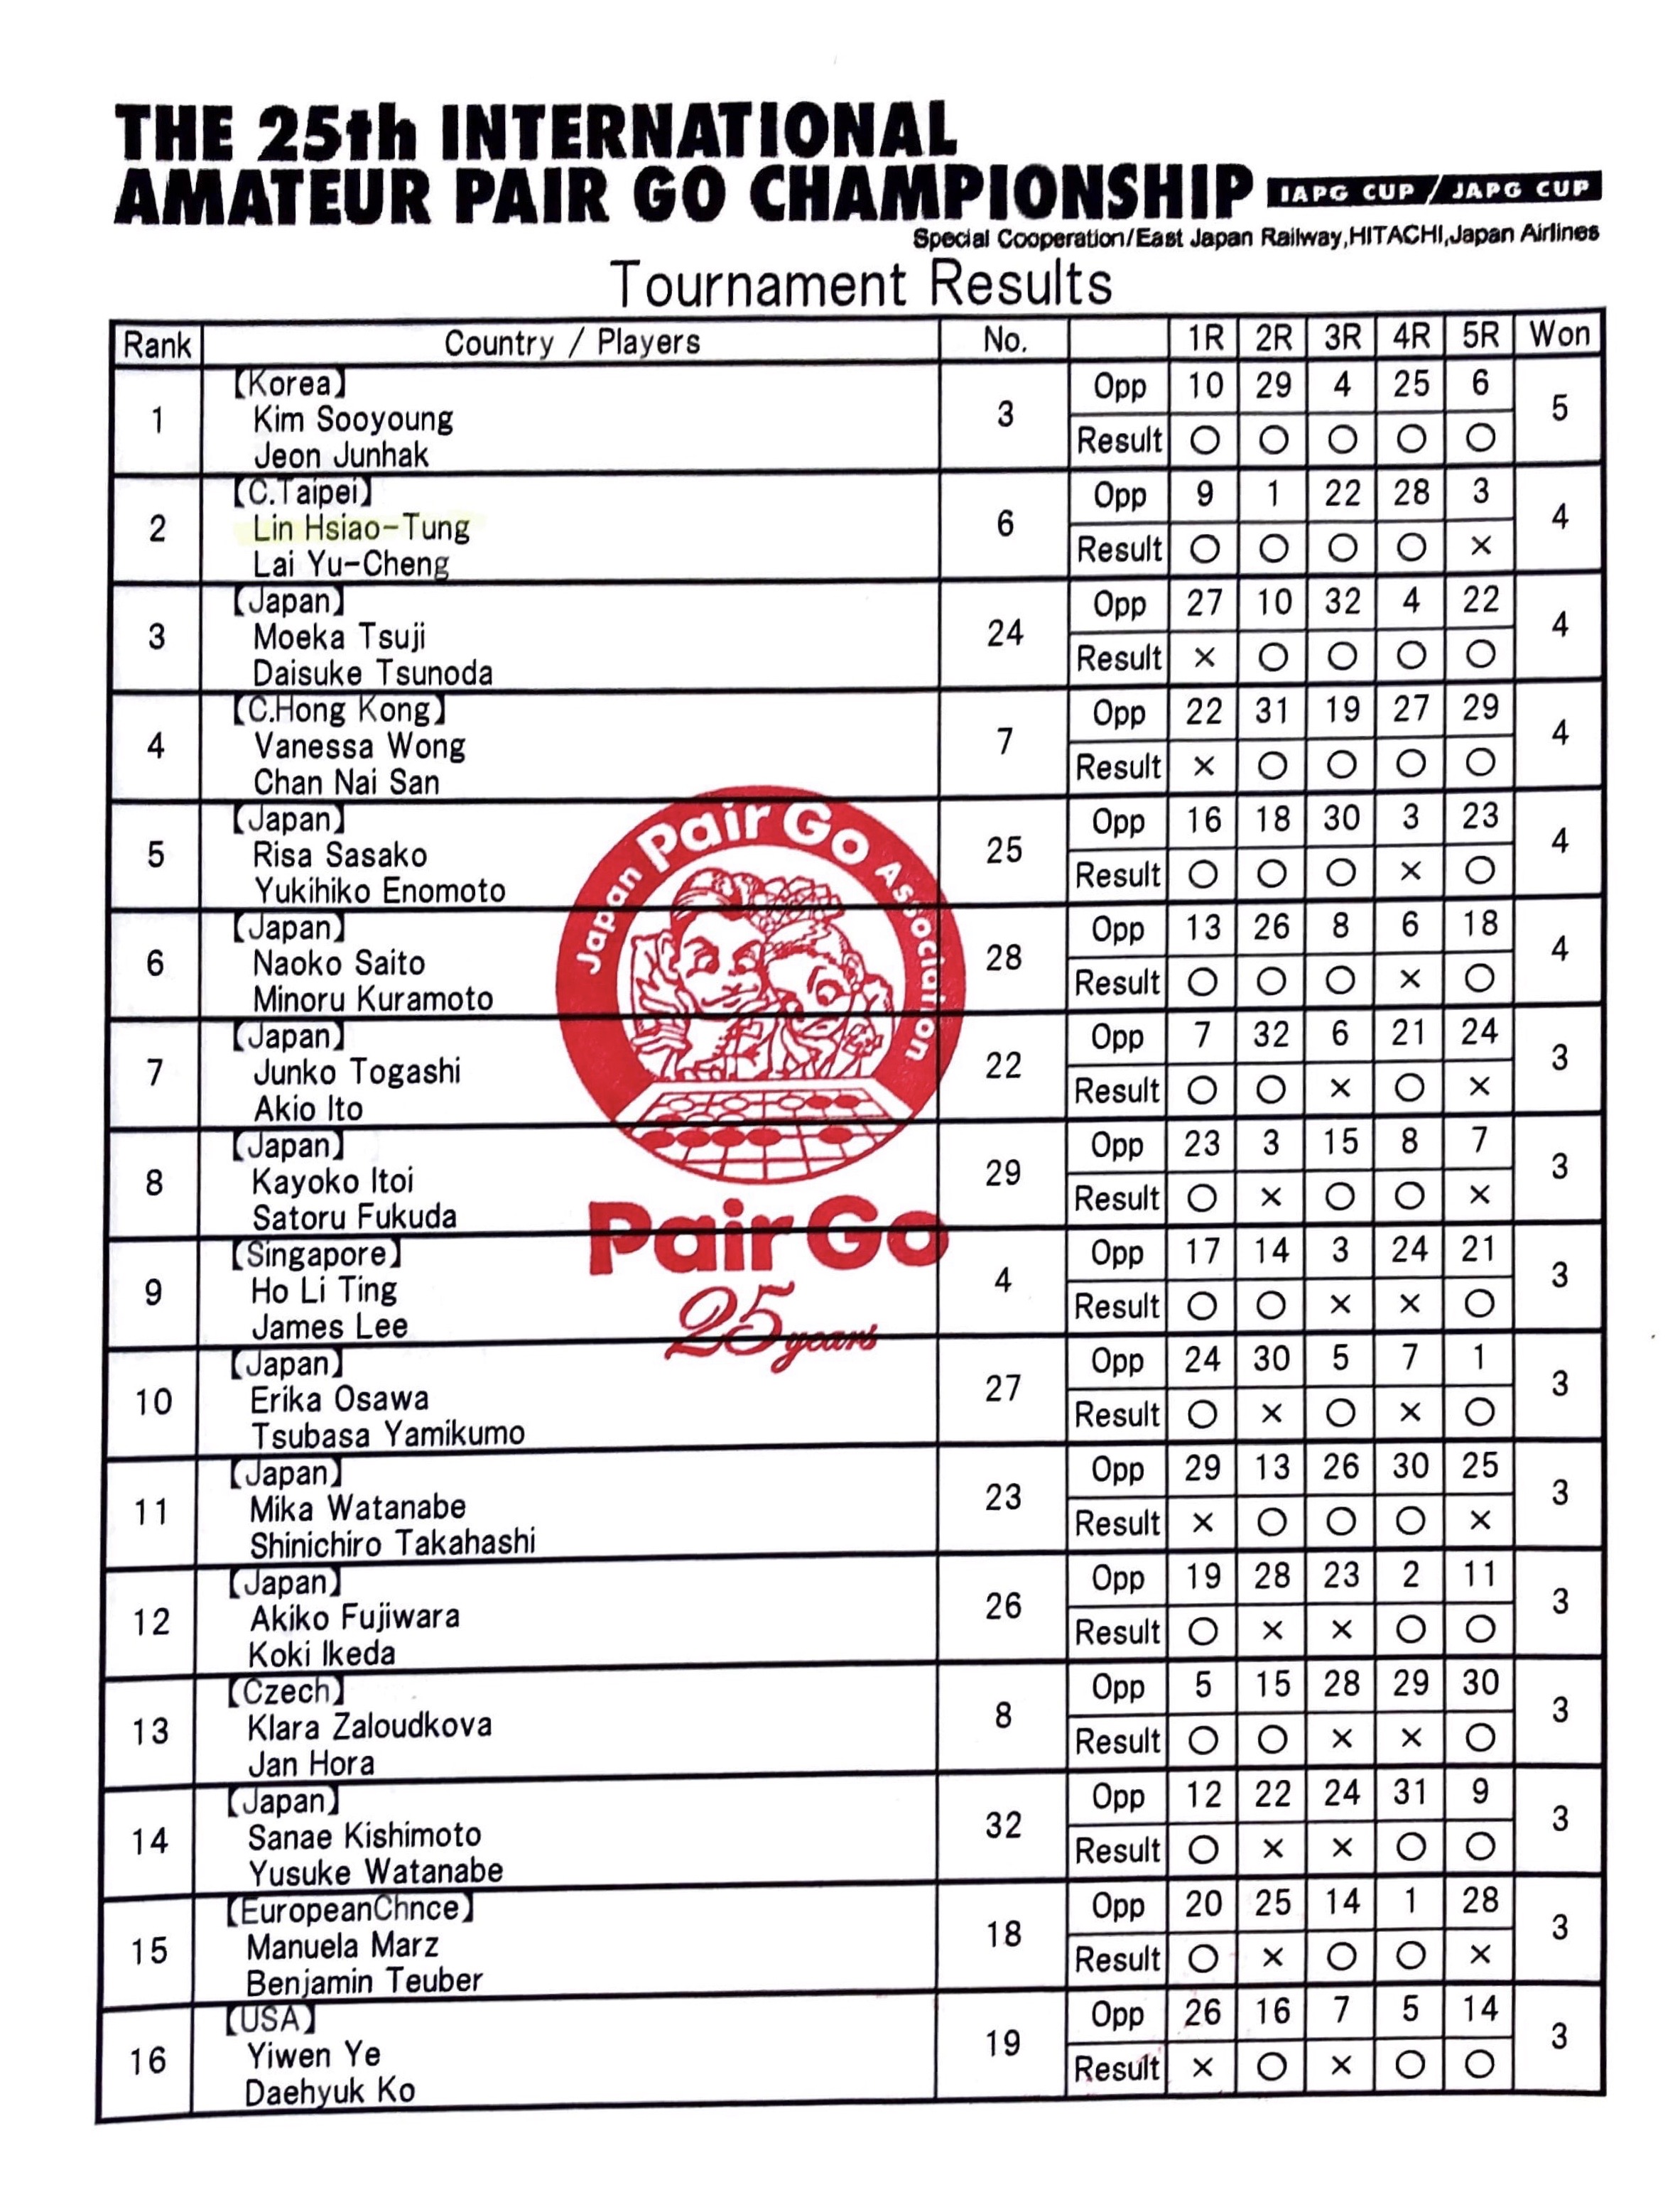 THE 25th INTERNATIONAL
AMATEUR PAIR GO CHAMPIONSHIP IAPG CUP / JAPG CUP
Special Cooperation/East Japan Railway,HITACHI,Japan Airlines
Tournament Results
Rank Country / Players No. 1R 2R 3R 4R 5R Won
【Korea】
1 Kim Sooyoung 3 Opp 10 29 4 25 6 5
Jeon Junhak Result ○ ○ ○ ○ ○
【C.Taipei】
2 Lin Hsiao-Tung 6 Opp 9 1 22 28 3 4
Lai Yu-Cheng Result ○ ○ ○ ○ ×
【Japan】
3 Moeka Tsuji 24 Opp 27 10 32 4 22 4
Daisuke Tsunoda Result × ○ ○ ○ ○
【C.Hong Kong】
4 Vanessa Wong 7 Opp 22 31 19 27 29 4
Chan Nai San Result × ○ ○ ○ ○
【Japan】
5 Risa Sasako 25 Opp 16 18 30 3 23 4
Yukihiko Enomoto Result ○ ○ ○ × ○
【Japan】
6 Naoko Saito 28 Opp 13 26 8 6 18 4
Minoru Kuramoto Result ○ ○ ○ × ○
【Japan】
7 Junko Togashi 22 Opp 7 32 6 21 24 3
Akio Ito Result ○ ○ × ○ ×
【Japan】
8 Kayoko Itoi 29 Opp 23 3 15 8 7 3
Satoru Fukuda Result ○ × ○ ○ ×
【Singapore】
9 Ho Li Ting 4 Opp 17 14 3 24 21 3
James Lee Result ○ ○ × × ○
【Japan】
10 Erika Osawa 27 Opp 24 30 5 7 1 3
Tsubasa Yamikumo Result ○ × ○ × ○
【Japan】
11 Mika Watanabe 23 Opp 29 13 26 30 25 3
Shinichiro Takahashi Result × ○ ○ ○ ×
【Japan】
12 Akiko Fujiwara 26 Opp 19 28 23 2 11 3
Koki Ikeda Result ○ × × ○ ○
【Czech】
13 Klara Zaloudkova 8 Opp 5 15 28 29 30 3
Jan Hora Result ○ ○ × × ○
【Japan】
14 Sanae Kishimoto 32 Opp 12 22 24 31 9 3
Yusuke Watanabe Result ○ × × ○ ○
【EuropeanChnce】
15 Manuela Marz 18 Opp 20 25 14 1 28 3
Benjamin Teuber Result ○ × ○ ○ ×
【USA】
16 Yiwen Ye 19 Opp 26 16 7 5 14 3
Daehyuk Ko Result × ○ × ○ ○
Japan Pair Go Association
Pair Go
25 years